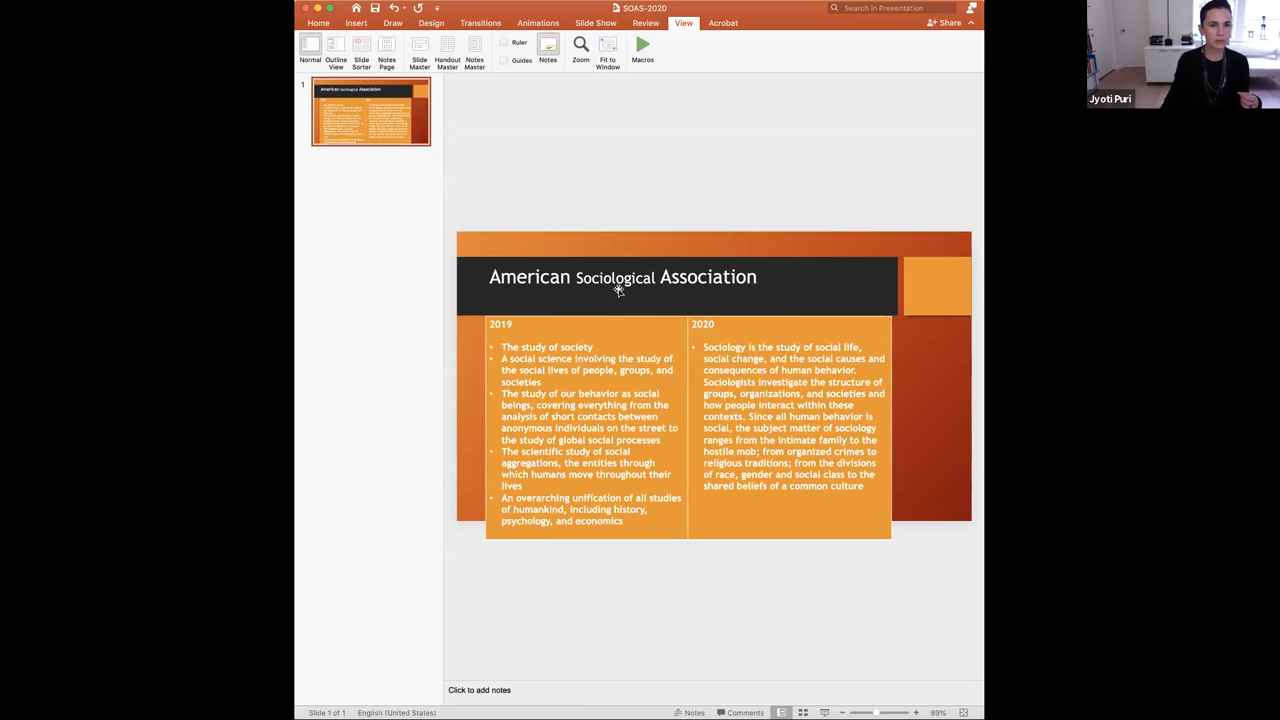 SOAS-2020
Search in Presentation
Home Insert Draw Design Transitions Animations Slide Show Review View Acrobat
Share
Normal
Outline View
Slide Sorter
Notes Page
Slide Master
Handout Master
Notes Master
Ruler
Guides
Notes
Zoom
Fit to Window
Macros
Jyoti Puri
1
American Sociological Association
American Sociological Association
2019
• The study of society
• A social science involving the study of
the social lives of people, groups, and
societies
• The study of our behavior as social
beings, covering everything from the
analysis of short contacts between
anonymous individuals on the street to
the study of global social processes
• The scientific study of social
aggregations, the entities through
which humans move throughout their
lives
• An overarching unification of all studies
of humankind, including history,
psychology, and economics
2020
• Sociology is the study of social life,
social change, and the social causes and
consequences of human behavior.
Sociologists investigate the structure of
groups, organizations, and societies and
how people interact within these
contexts. Since all human behavior is
social, the subject matter of sociology
ranges from the intimate family to the
hostile mob; from organized crimes to
religious traditions; from the divisions
of race, gender and social class to the
shared beliefs of a common culture
Click to add notes
Slide 1 of 1 English (United States) Notes Comments 89%